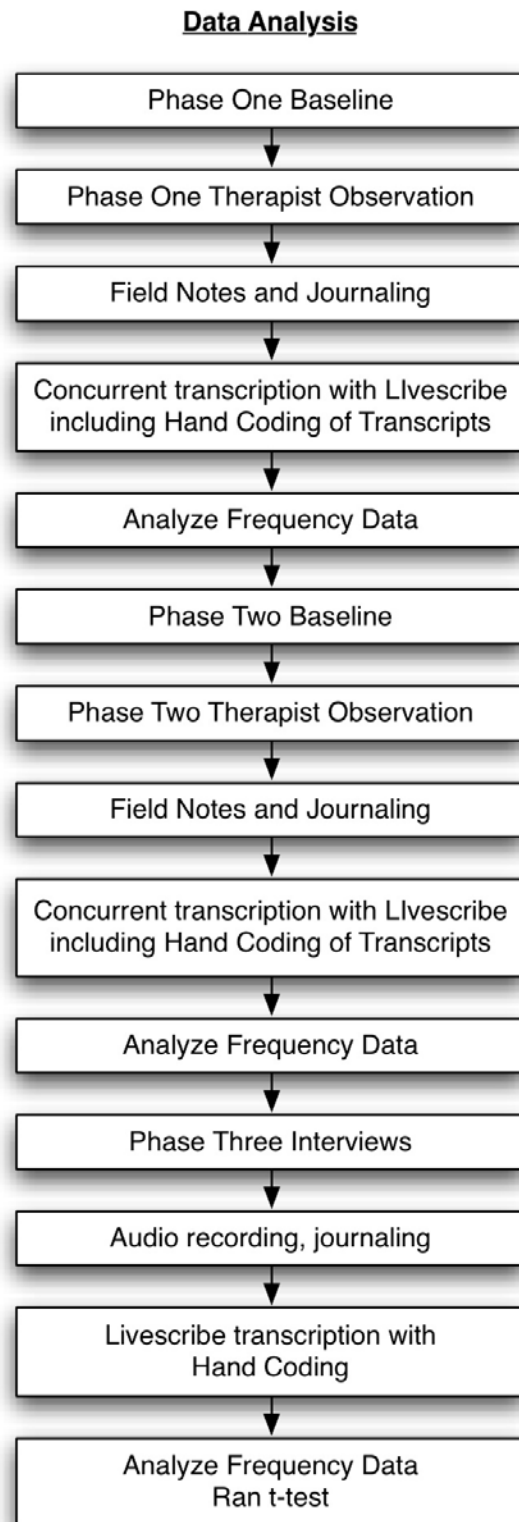 Data Analysis
Phase One Baseline
Phase One Therapist Observation
Field Notes and Journaling
Concurrent transcription with LIvescribe
including Hand Coding of Transcripts
Analyze Frequency Data
Phase Two Baseline
Phase Two Therapist Observation
Field Notes and Journaling
Concurrent transcription with LIvescribe
including Hand Coding of Transcripts
Analyze Frequency Data
Phase Three Interviews
Audio recording, journaling
Livescribe transcription with
Hand Coding
Analyze Frequency Data
Ran t-test